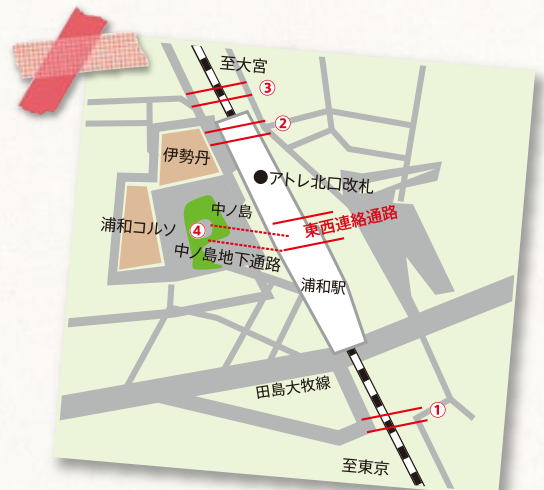 至大宮
③
②
伊勢丹
アトレ北口改札
中ノ島
浦和コルソ
④
東西連絡通路
中ノ島地下通路
浦和駅
田島大牧線
①
至東京